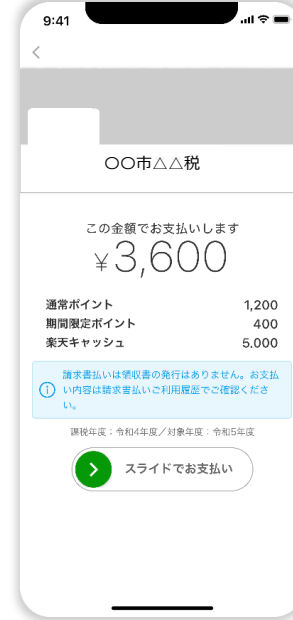 9:41
〇〇市△△税
この金額でお支払いします
¥3,600
通常ポイント 1,200
期間限定ポイント 400
楽天キャッシュ 5,000
請求書払いは領収書の発行はありません。お支払
い内容は請求書払いご利用履歴でご確認くださ
い。
課税年度：令和4年度／対象年度：令和5年度
スライドでお支払い